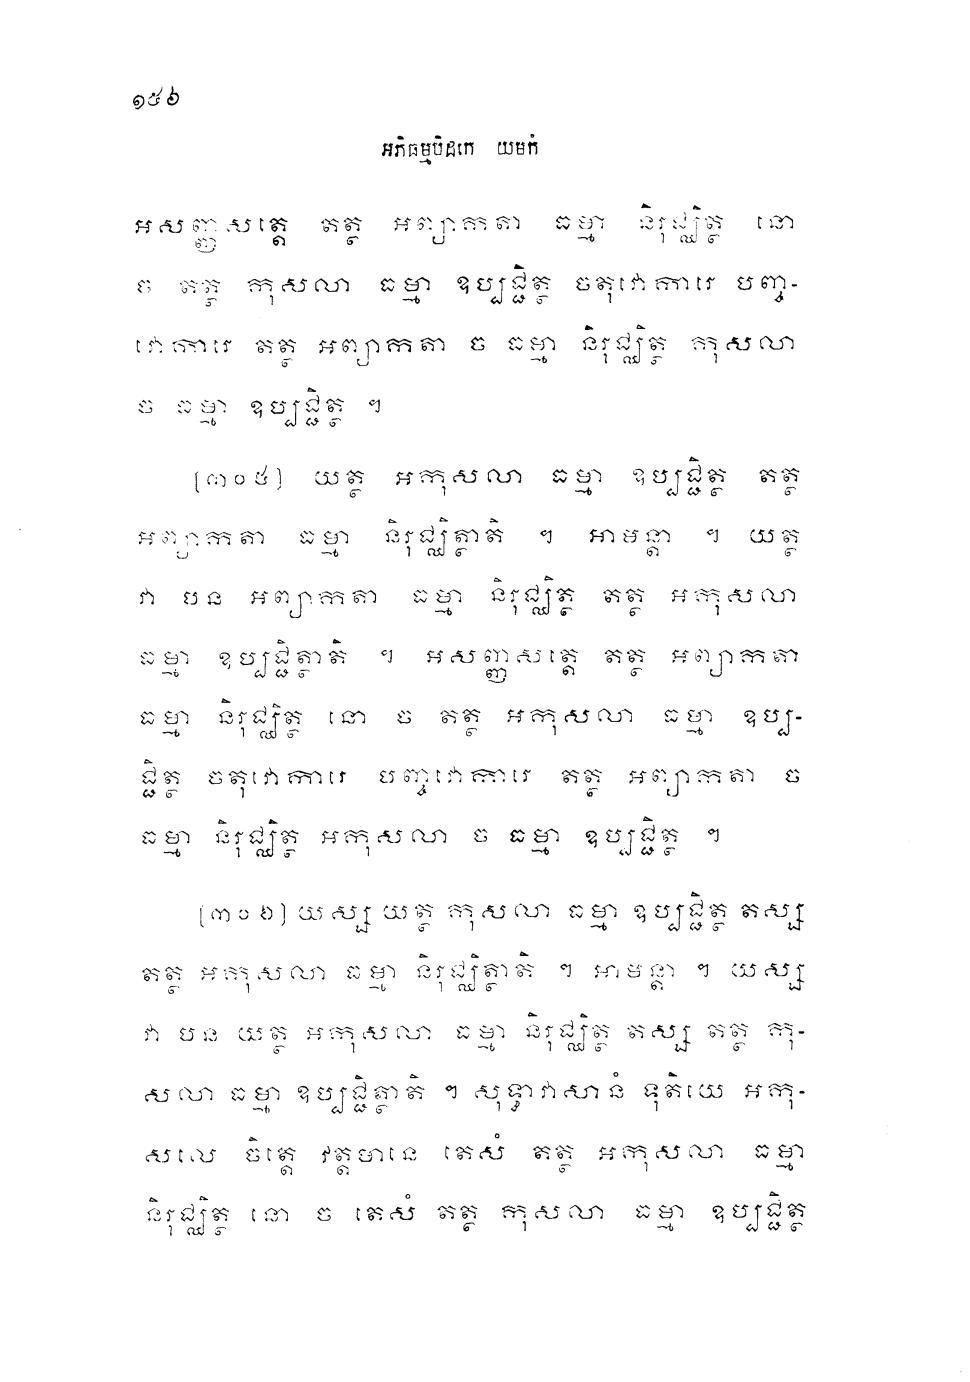 ១៥៦
អភិធម្មបិដកេ យមកំ
អសញ្ញសត្តេ តត្ថ អព្យាកតា ធម្មា និរុជ្ឈិត្ថ នោ
ច តត្ថ កុសលា ធម្មា ឧប្បជ្ជិត្ថ ចតុវោការេ បញ្ច-
វោការេ តត្ថ អព្យាកតា ច ធម្មា និរុជ្ឈិត្ថ កុសលា
ច ធម្មា ឧប្បជ្ជិត្ថ ។
(៣០៥) យត្ថ អកុសលា ធម្មា ឧប្បជ្ជិត្ថ តត្ថ
អព្យាកតា ធម្មា និរុជ្ឈិត្ថាតិ ។ អាមន្តា ។ យត្ថ
វា បន អព្យាកតា ធម្មា និរុជ្ឈិត្ថ តត្ថ អកុសលា
ធម្មា ឧប្បជ្ជិត្ថាតិ ។ អសញ្ញសត្តេ តត្ថ អព្យាកតា
ធម្មា និរុជ្ឈិត្ថ នោ ច តត្ថ អកុសលា ធម្មា ឧប្ប-
ជ្ជិត្ថ ចតុវោការេ បញ្ចវោការេ តត្ថ អព្យាកតា ច
ធម្មា និរុជ្ឈិត្ថ អកុសលា ច ធម្មា ឧប្បជ្ជិត្ថ ។
(៣០៦) យស្ស យត្ថ កុសលា ធម្មា ឧប្បជ្ជិត្ថ តស្ស
តត្ថ អកុសលា ធម្មា និរុជ្ឈិត្ថាតិ ។ អាមន្តា ។ យស្ស
វា បន យត្ថ អកុសលា ធម្មា និរុជ្ឈិត្ថ តស្ស តត្ថ កុ-
សលា ធម្មា ឧប្បជ្ជិត្ថាតិ ។ សុទ្ធាវាសានំ ទុតិយេ អកុ-
សលេ ចិត្តេ វត្តមានេ តេសំ តត្ថ អកុសលា ធម្មា
និរុជ្ឈិត្ថ នោ ច តេសំ តត្ថ កុសលា ធម្មា ឧប្បជ្ជិត្ថ